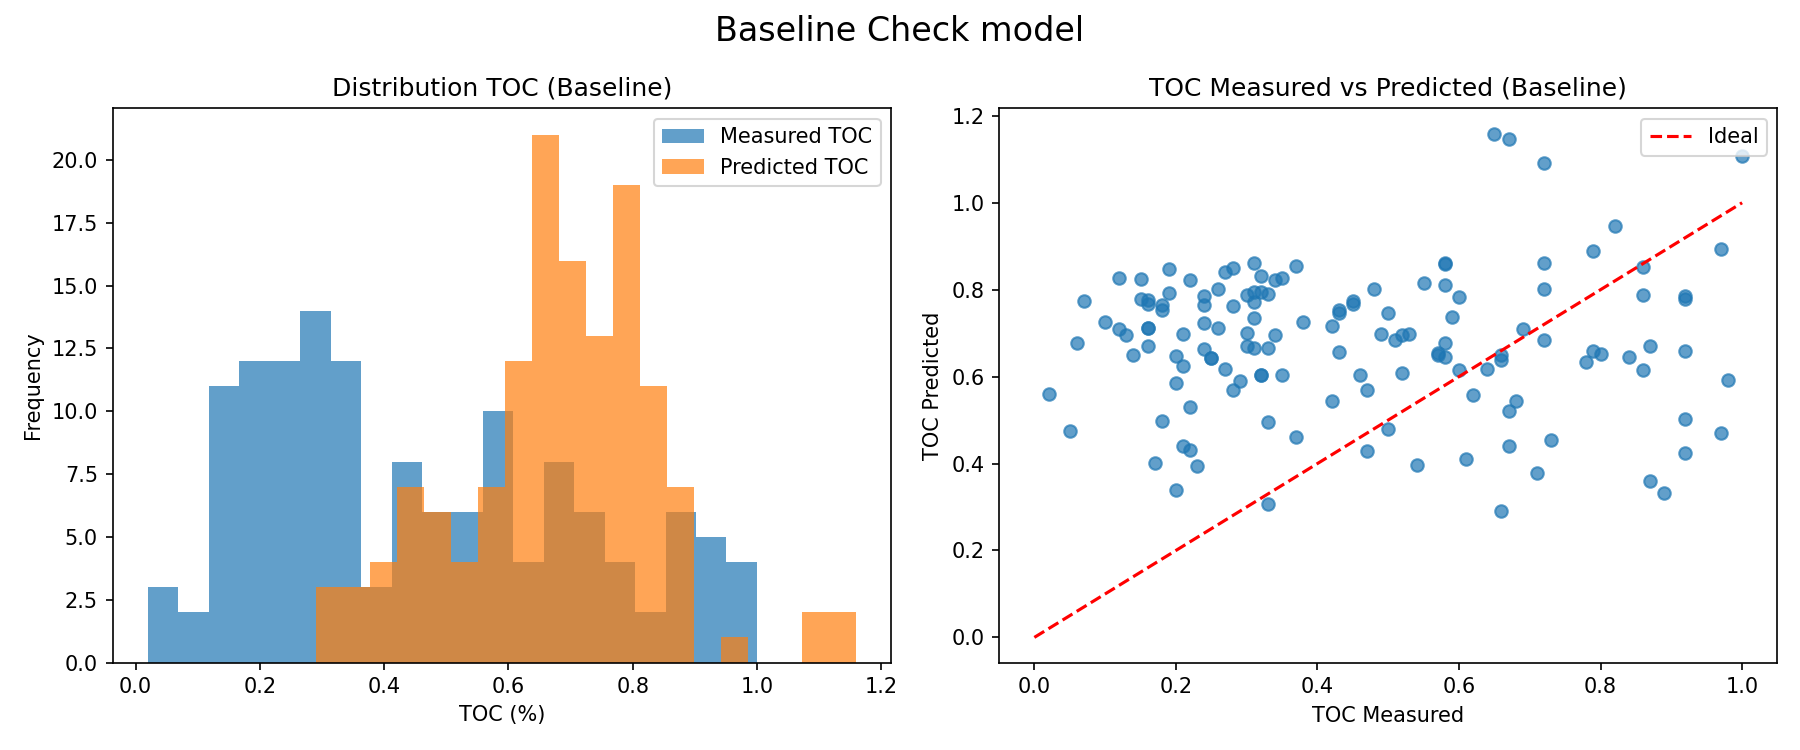 Baseline Check model
Distribution TOC (Baseline)
Measured TOC
Predicted TOC
Frequency
20.0
17.5
15.0
12.5
10.0
7.5
5.0
2.5
0.0
0.0 0.2 0.4 0.6 0.8 1.0 1.2
TOC (%)
TOC Measured vs Predicted (Baseline)
Ideal
TOC Predicted
1.2
1.0
0.8
0.6
0.4
0.2
0.0
0.0 0.2 0.4 0.6 0.8 1.0
TOC Measured